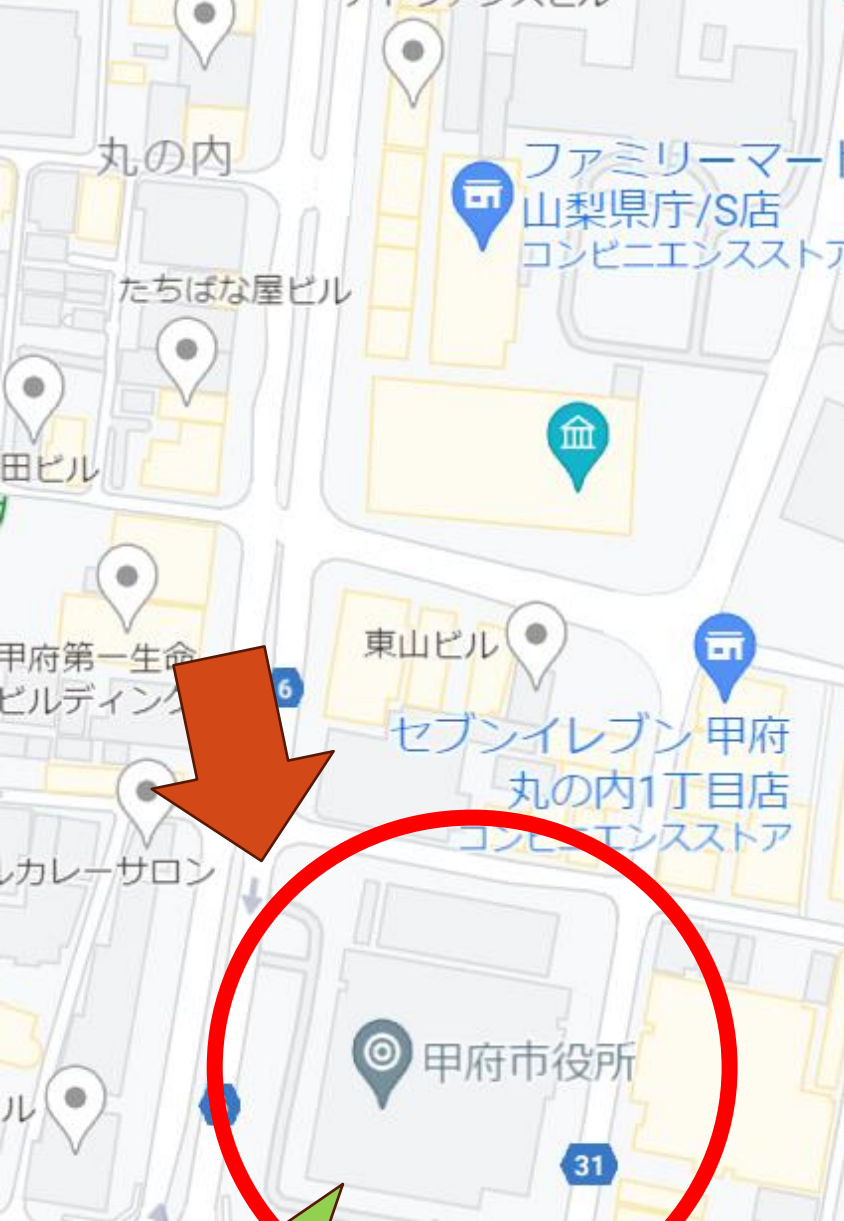 丸の内
ファミリーマート
山梨県庁/S店
コンビニエンスストア
たちばな屋ビル
田ビル
甲府第一生命
ビルディング
6
東山ビル
セブンイレブン 甲府
丸の内1丁目店
コンビニエンスストア
ルカレーサロン
甲府市役所
ル
31